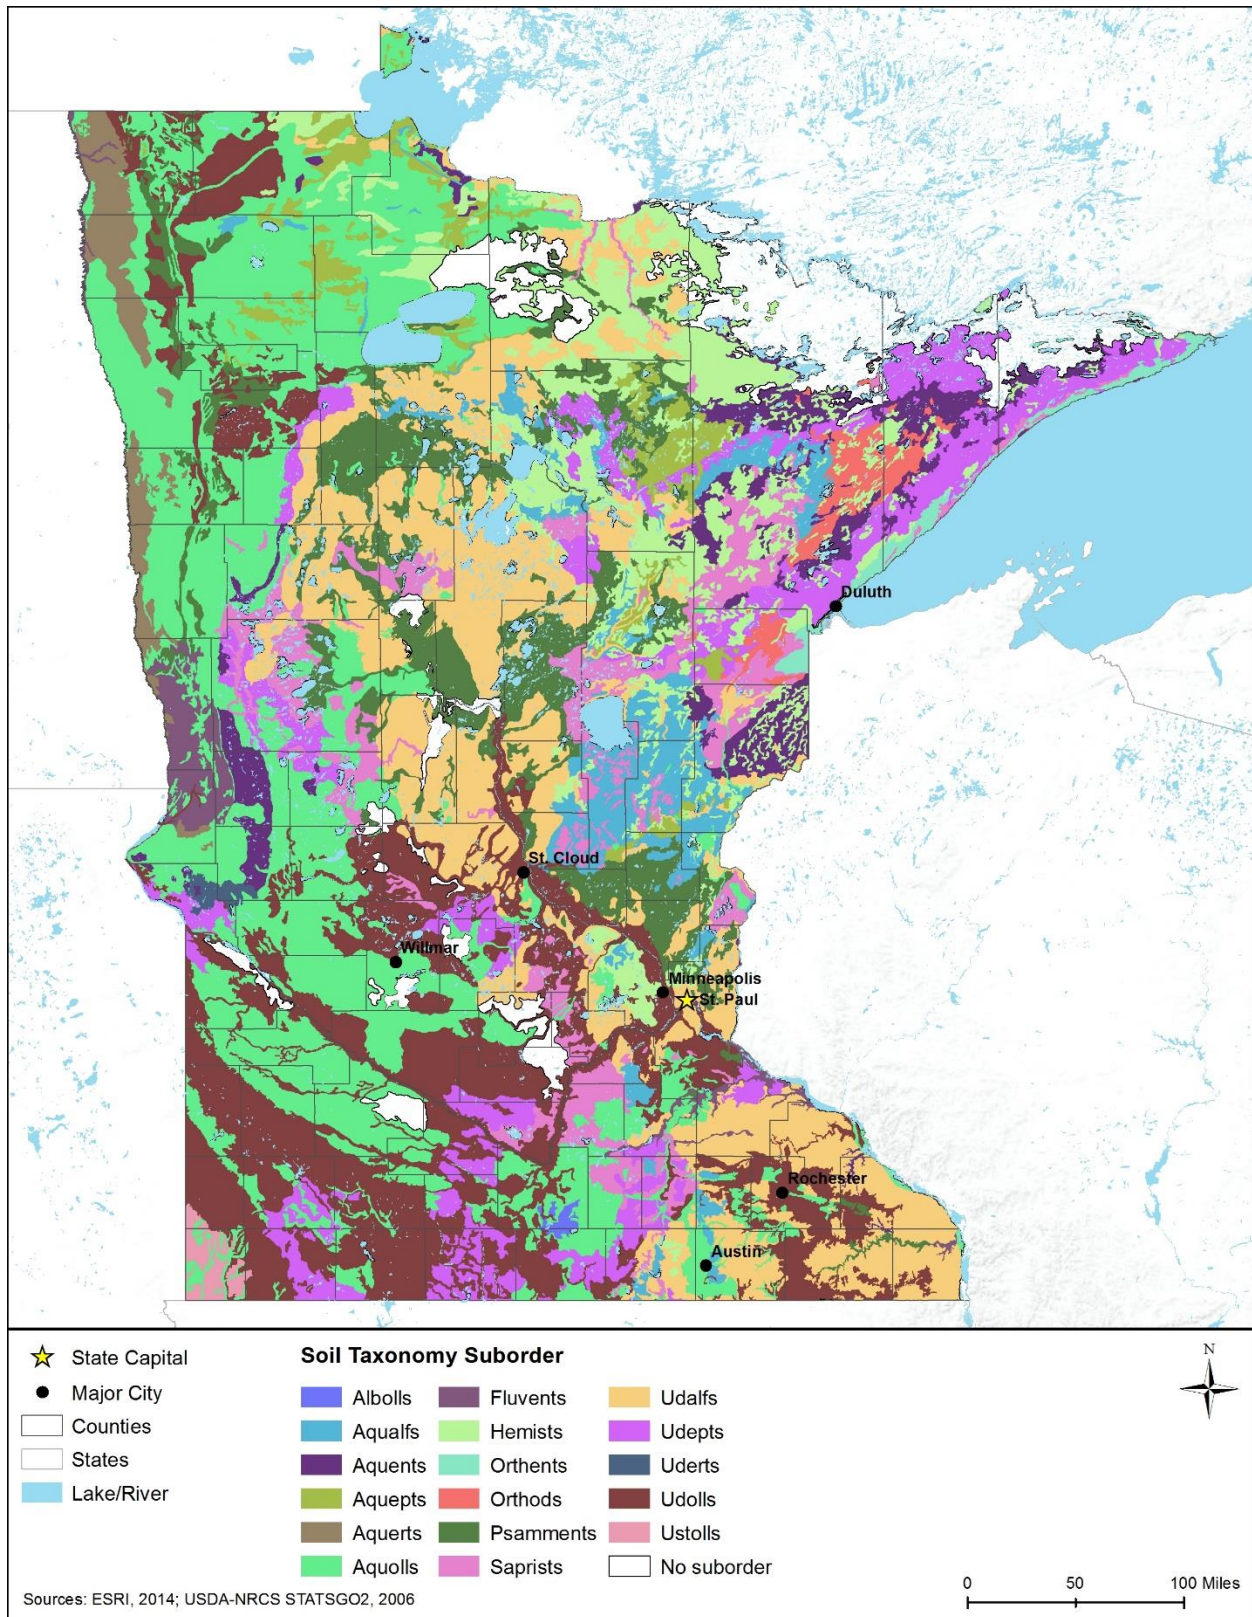 Duluth
St. Cloud
Willmar
Minneapolis
St. Paul
Rochester
Austin
State Capital
Major City
Counties
States
Lake/River
Soil Taxonomy Suborder
Albolls
Aqualfs
Aquents
Aquepts
Aquerts
Aquolls
Fluvents
Hemists
Orthents
Orthods
Psamments
Saprists
Udalfs
Udepts
Uderts
Udolls
Ustolls
No suborder
N
0 50 100 Miles
Sources: ESRI, 2014; USDA-NRCS STATSGO2, 2006